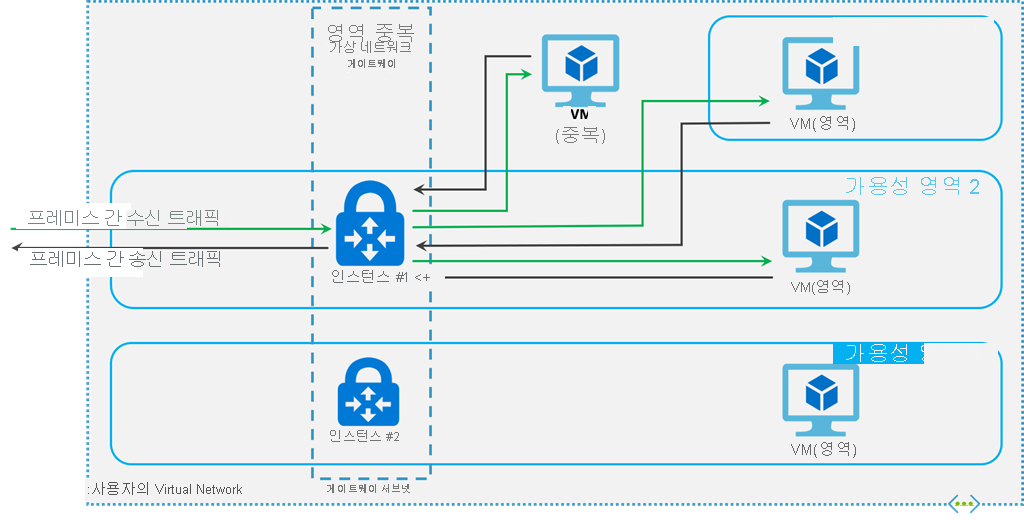 영역 중복
가상 네트워크
게이트웨이
VM
(중복)
VM(영역)
가용성 영역 2
프레미스 간 수신 트래픽
프레미스 간 송신 트래픽
인스턴스 #1 <+
VM(영역)
가용성
인스턴스 #2
VM(영역)
:사용자의 Virtual Network
게이트웨이 서브넷